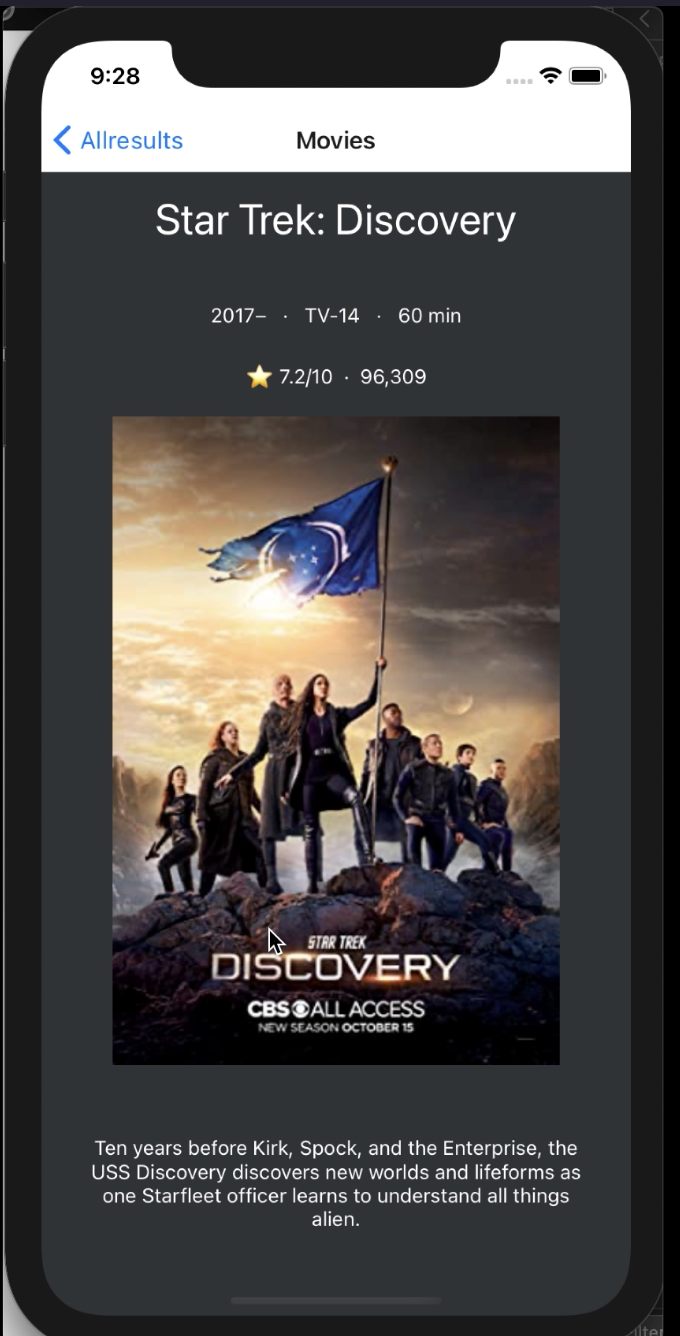 9:28
Allresults
Movies
Star Trek: Discovery
2017– · TV-14 · 60 min
⭐ 7.2/10 · 96,309
STAR TREK
DISCOVERY
CBS ALL ACCESS
NEW SEASON OCTOBER 15
Ten years before Kirk, Spock, and the Enterprise, the
USS Discovery discovers new worlds and lifeforms as
one Starfleet officer learns to understand all things
alien.